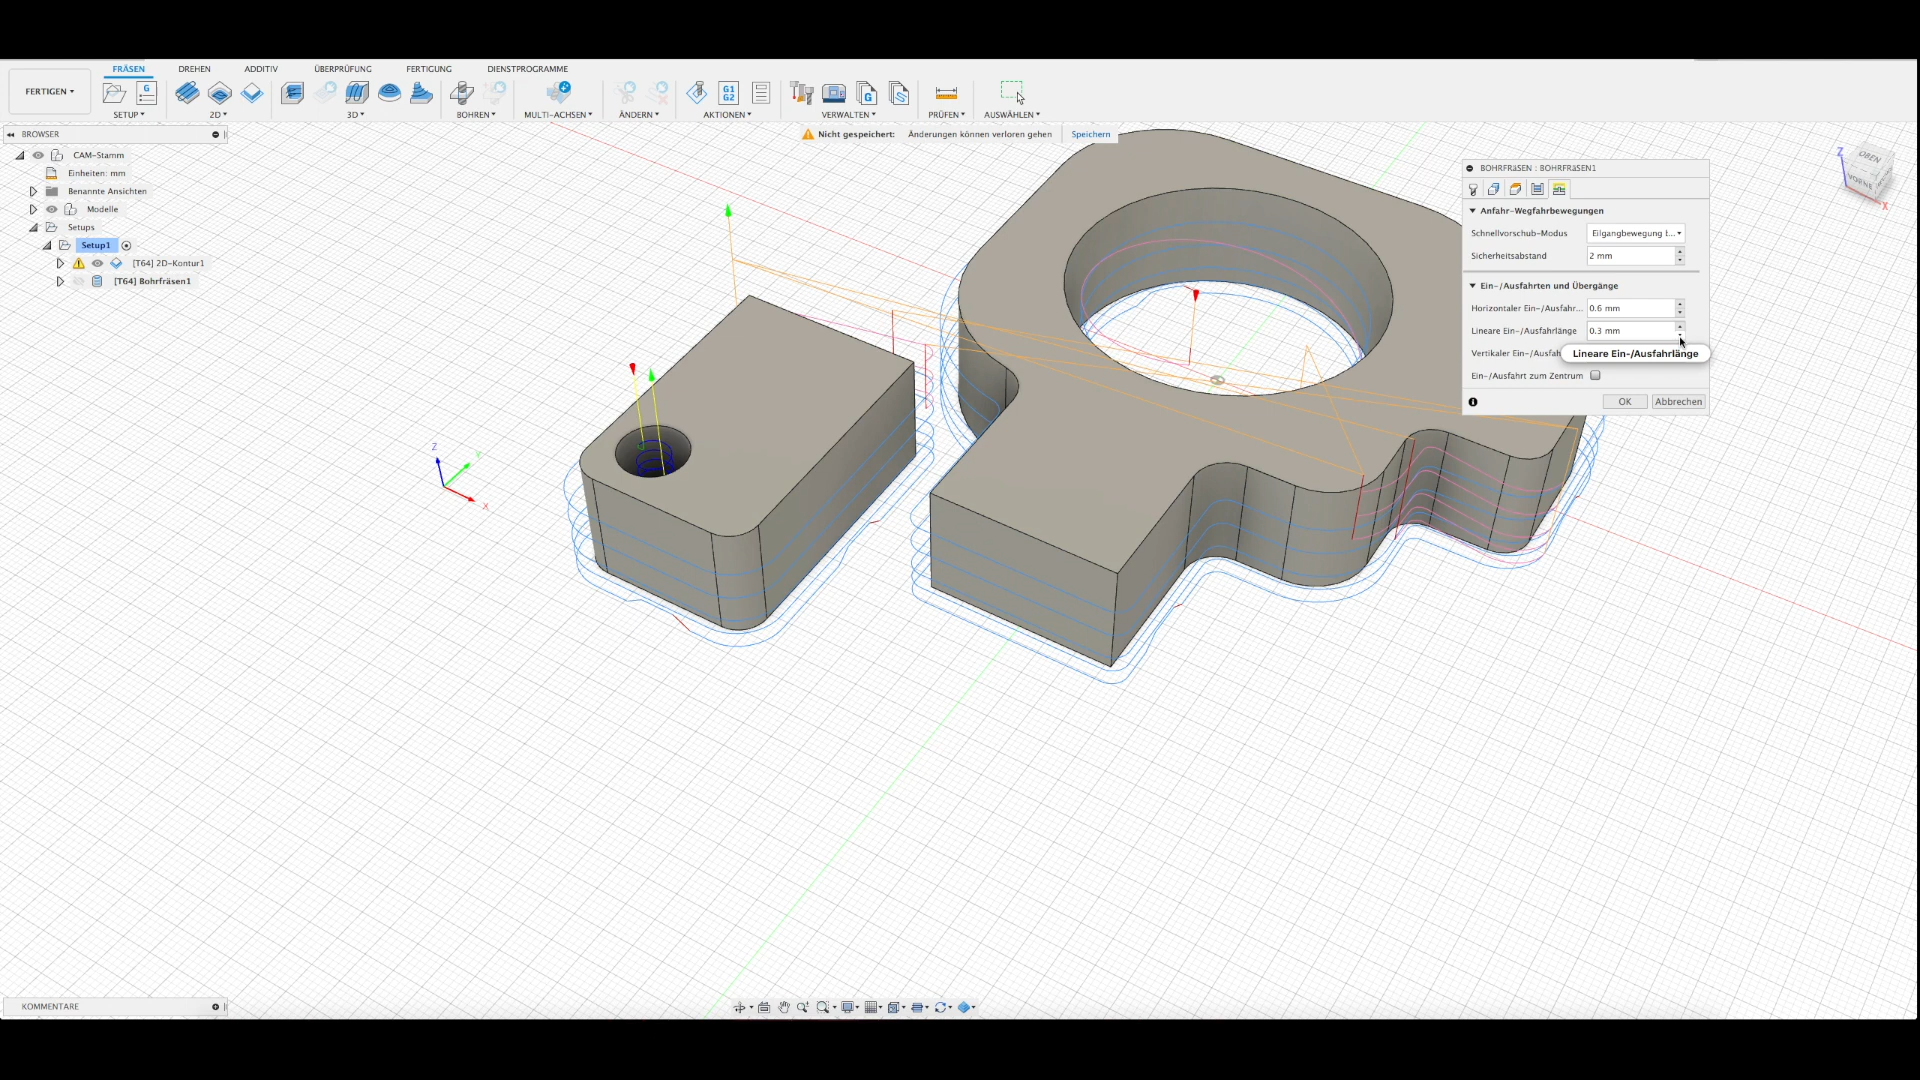 FERTIGEN
FRÄSEN DREHEN ADDITIV ÜBERPRÜFUNG FERTIGUNG DIENSTPROGRAMME
G
G1
G2
G
SETUP 2D 3D BOHREN MULTI-ACHSEN ÄNDERN AKTIONEN VERWALTEN PRÜFEN AUSWÄHLEN
BROWSER
Nicht gespeichert: Änderungen können verloren gehen Speichern
CAM-Stamm
Einheiten: mm
Benannte Ansichten
Modelle
Setups
Setup1
[T64] 2D-Kontur1
[T64] Bohrfräsen1
BOHRFRÄSEN : BOHRFRÄSEN1
Anfahr-Wegfahrbewegungen
Schnellvorschub-Modus Eilgangbewegung t...
Sicherheitsabstand 2 mm
Ein-/Ausfahrten und Übergänge
Horizontaler Ein-/Ausfahr... 0.6 mm
Lineare Ein-/Ausfahrlänge 0.3 mm
Vertikaler Ein-/Ausfah
Lineare Ein-/Ausfahrlänge
Ein-/Ausfahrt zum Zentrum
OK Abbrechen
Z
OBEN
VORNE
X
Z
Y
X
KOMMENTARE